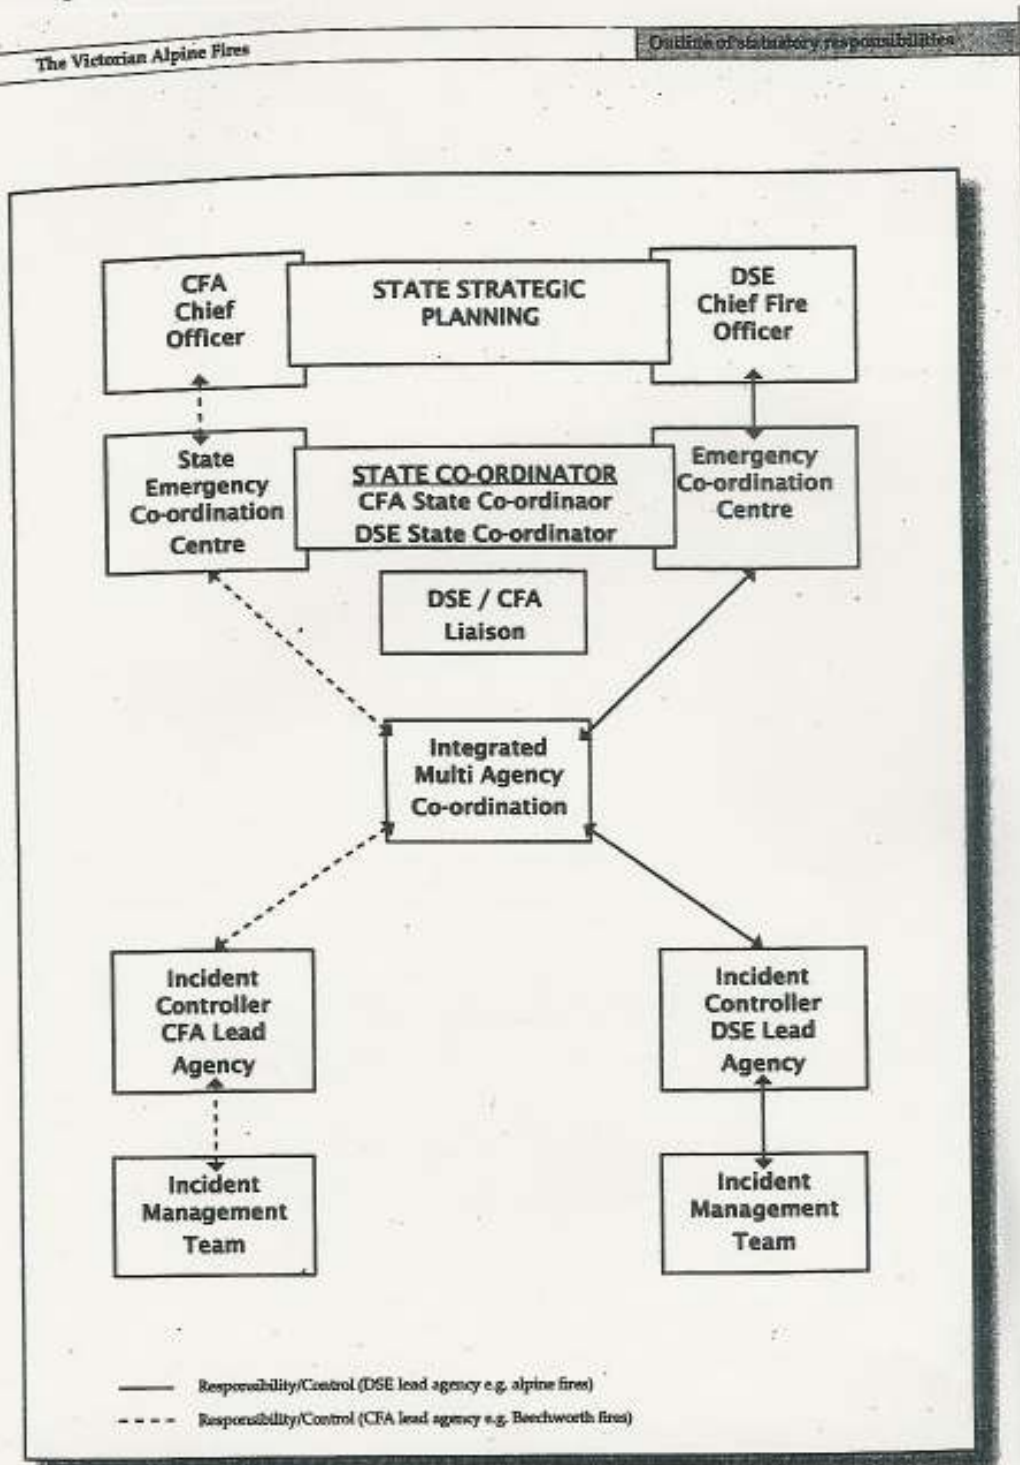 The Victorian Alpine Fires
Outline of statutory responsibilities
CFA
Chief
Officer
STATE STRATEGIC
PLANNING
DSE
Chief Fire
Officer
State
Emergency
Co-ordination
Centre
STATE CO-ORDINATOR
CFA State Co-ordinaor
DSE State Co-ordinator
Emergency
Co-ordination
Centre
DSE / CFA
Liaison
Integrated
Multi Agency
Co-ordination
Incident
Controller
CFA Lead
Agency
Incident
Controller
DSE Lead
Agency
Incident
Management
Team
Incident
Management
Team
Responsibility/Control (DSE lead agency e.g. alpine fires)
Responsibility/Control (CFA lead agency e.g. Beechworth fires)